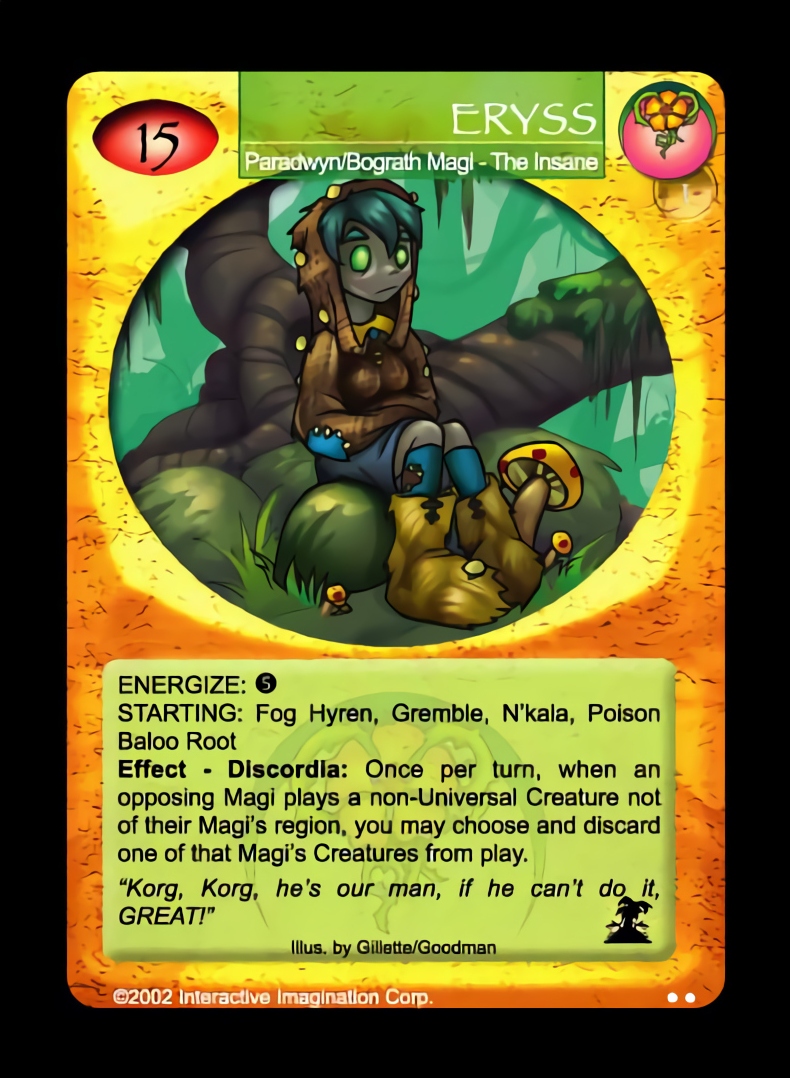 15
ERYSS
Paradwyn/Bograth Magi - The Insane
1
ENERGIZE: 5
STARTING: Fog Hyren, Gremble, N'kala, Poison
Baloo Root
Effect - Discordia: Once per turn, when an
opposing Magi plays a non-Universal Creature not
of their Magi's region, you may choose and discard
one of that Magi's Creatures from play.
"Korg, Korg, he's our man, if he can't do it,
GREAT!"
Illus. by Gillette/Goodman
©2002 Interactive Imagination Corp.